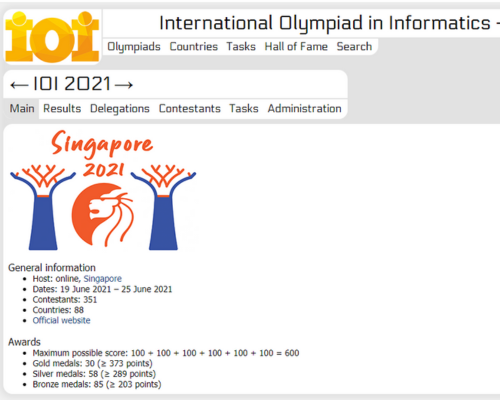 IOI
International Olympiad in Informatics -
Olympiads Countries Tasks Hall of Fame Search
← IOI 2021 →
Main Results Delegations Contestants Tasks Administration
Singapore
2021
General information
• Host: online, Singapore
• Dates: 19 June 2021 – 25 June 2021
• Contestants: 351
• Countries: 88
• Official website
Awards
• Maximum possible score: 100 + 100 + 100 + 100 + 100 + 100 = 600
• Gold medals: 30 (≥ 373 points)
• Silver medals: 58 (≥ 289 points)
• Bronze medals: 85 (≥ 203 points)